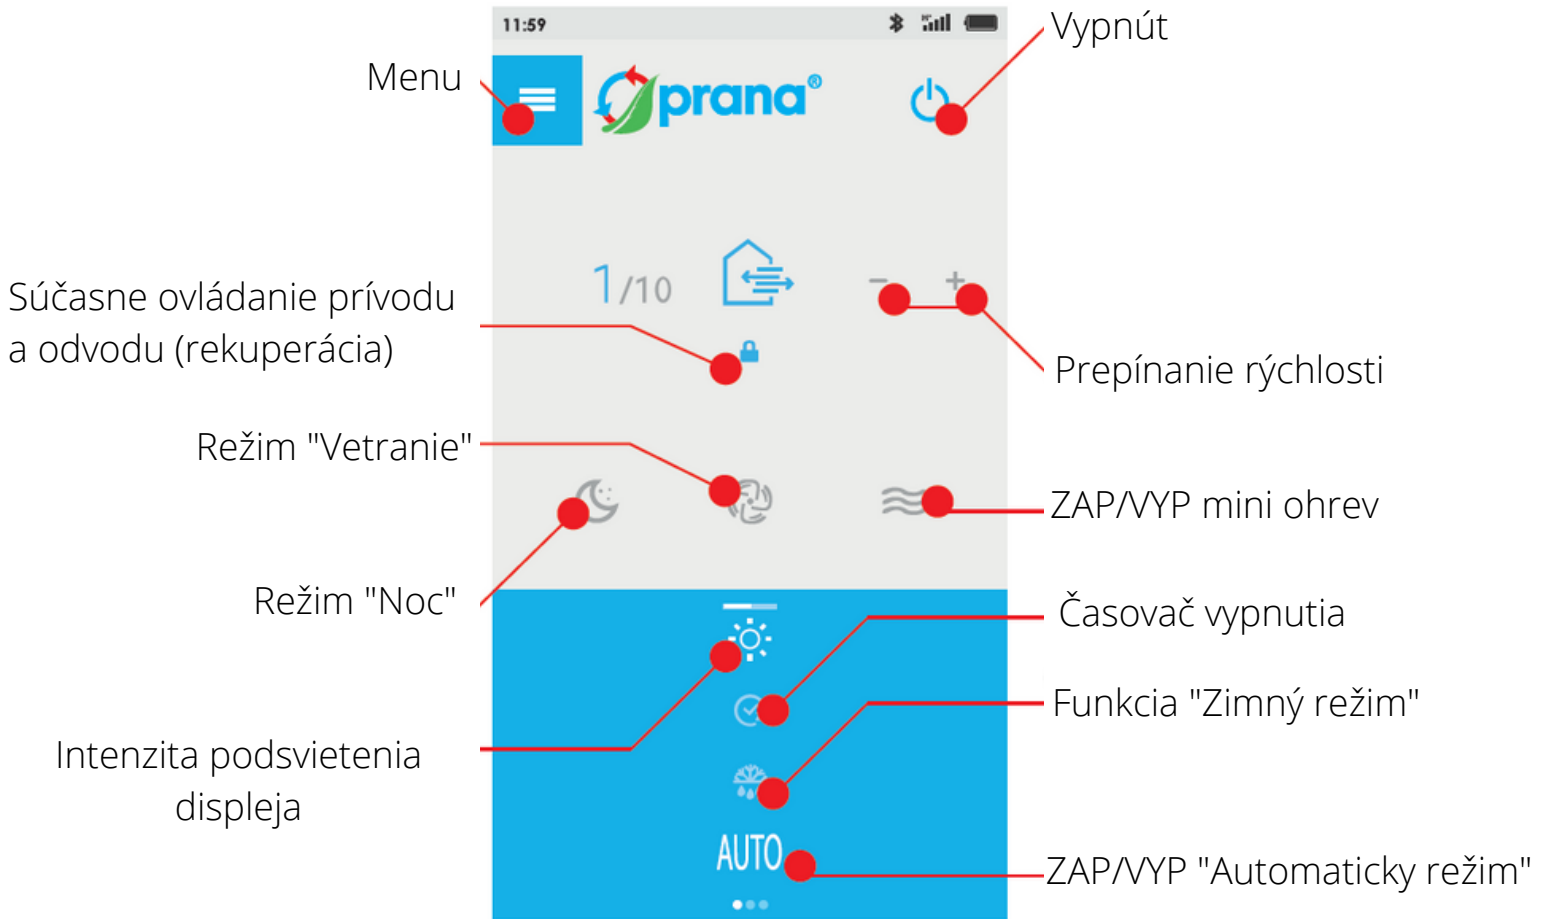 11:59
Vypnút
Menu
prana®
1/10
- +
Súčasne ovládanie prívodu
a odvodu (rekuperácia)
Prepínanie rýchlosti
Režim "Vetranie"
ZAP/VYP mini ohrev
Režim "Noc"
Časovač vypnutia
Funkcia "Zimný režim"
Intenzita podsvietenia
displeja
AUTO
ZAP/VYP "Automaticky režim"